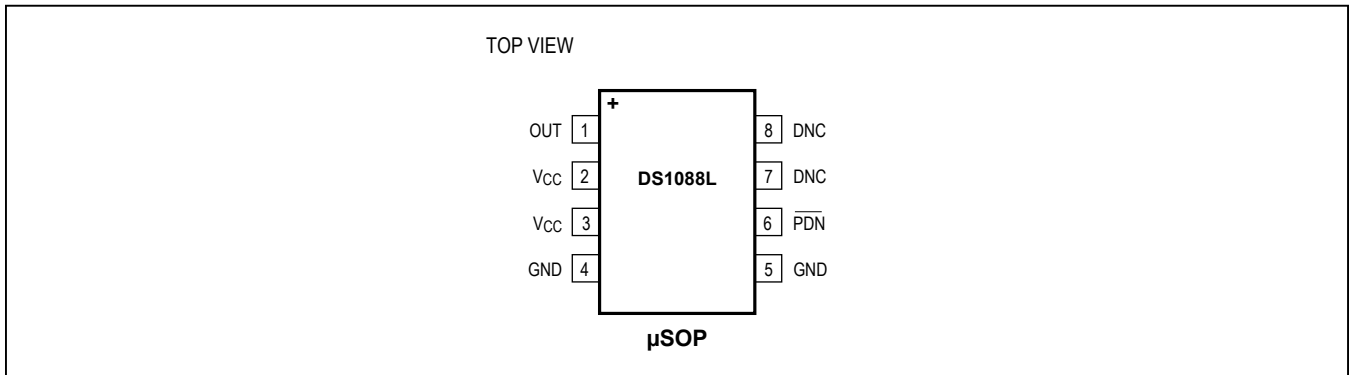 TOP VIEW
+
OUT 1 8 DNC
VCC 2 DS1088L 7 DNC
VCC 3 6 P̅D̅N̅
GND 4 5 GND
µSOP